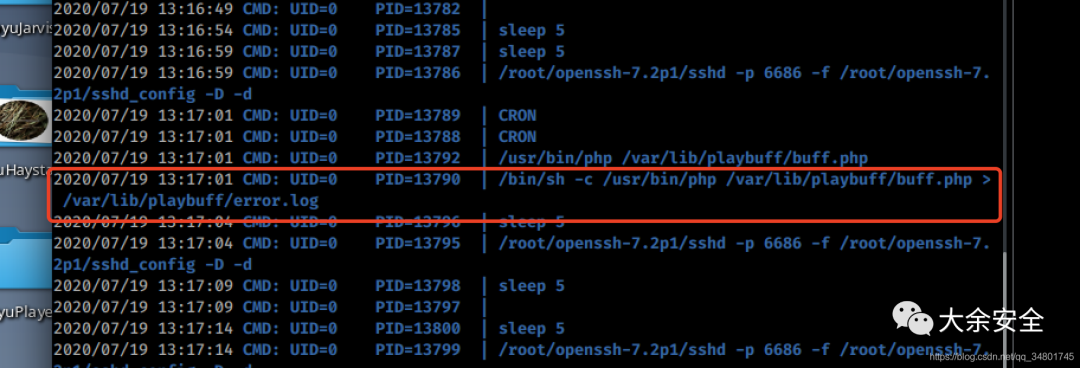 2020/07/19 13:16:49 CMD: UID=0 PID=13782 |
2020/07/19 13:16:54 CMD: UID=0 PID=13785 | sleep 5
2020/07/19 13:16:59 CMD: UID=0 PID=13787 | sleep 5
2020/07/19 13:16:59 CMD: UID=0 PID=13786 | /root/openssh-7.2p1/sshd -p 6686 -f /root/openssh-7.
2p1/sshd_config -D -d
2020/07/19 13:17:01 CMD: UID=0 PID=13789 | CRON
2020/07/19 13:17:01 CMD: UID=0 PID=13788 | CRON
2020/07/19 13:17:01 CMD: UID=0 PID=13792 | /usr/bin/php /var/lib/playbuff/buff.php
2020/07/19 13:17:01 CMD: UID=0 PID=13790 | /bin/sh -c /usr/bin/php /var/lib/playbuff/buff.php >
/var/lib/playbuff/error.log
2020/07/19 13:17:04 CMD: UID=0 PID=13796 | sleep 5
2020/07/19 13:17:04 CMD: UID=0 PID=13795 | /root/openssh-7.2p1/sshd -p 6686 -f /root/openssh-7.
2p1/sshd_config -D -d
2020/07/19 13:17:09 CMD: UID=0 PID=13798 | sleep 5
2020/07/19 13:17:09 CMD: UID=0 PID=13797 |
2020/07/19 13:17:14 CMD: UID=0 PID=13800 | sleep 5
2020/07/19 13:17:14 CMD: UID=0 PID=13799 | /root/openssh-7.2p1/sshd -p 6686 -f /root/openssh-7.
2p1/sshd_config -D -d
yuJarvis
uHaysta
yuPlaye
大余安全
https://blog.csdn.net/qq_34801745